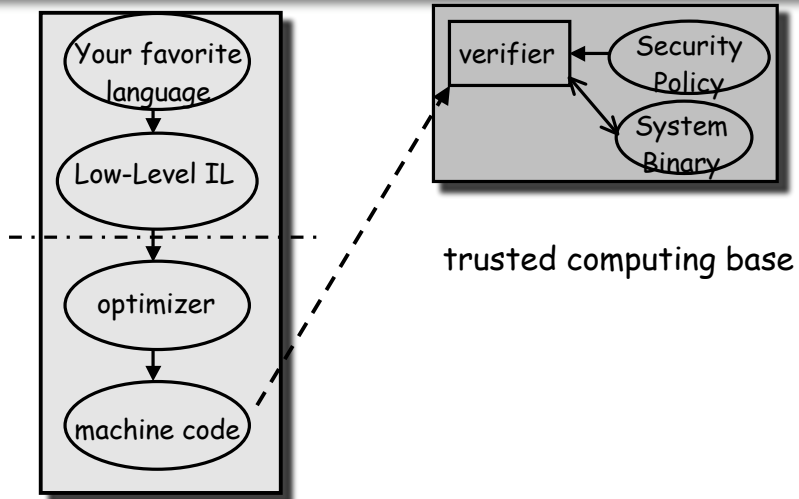 Your favorite
language
Low-Level IL
optimizer
machine code
verifier
Security
Policy
System
Binary
trusted computing base